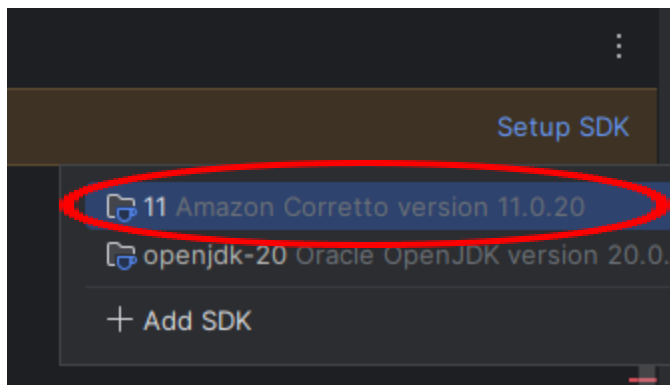 Setup SDK
11 Amazon Corretto version 11.0.20
openjdk-20 Oracle OpenJDK version 20.0.
+ Add SDK